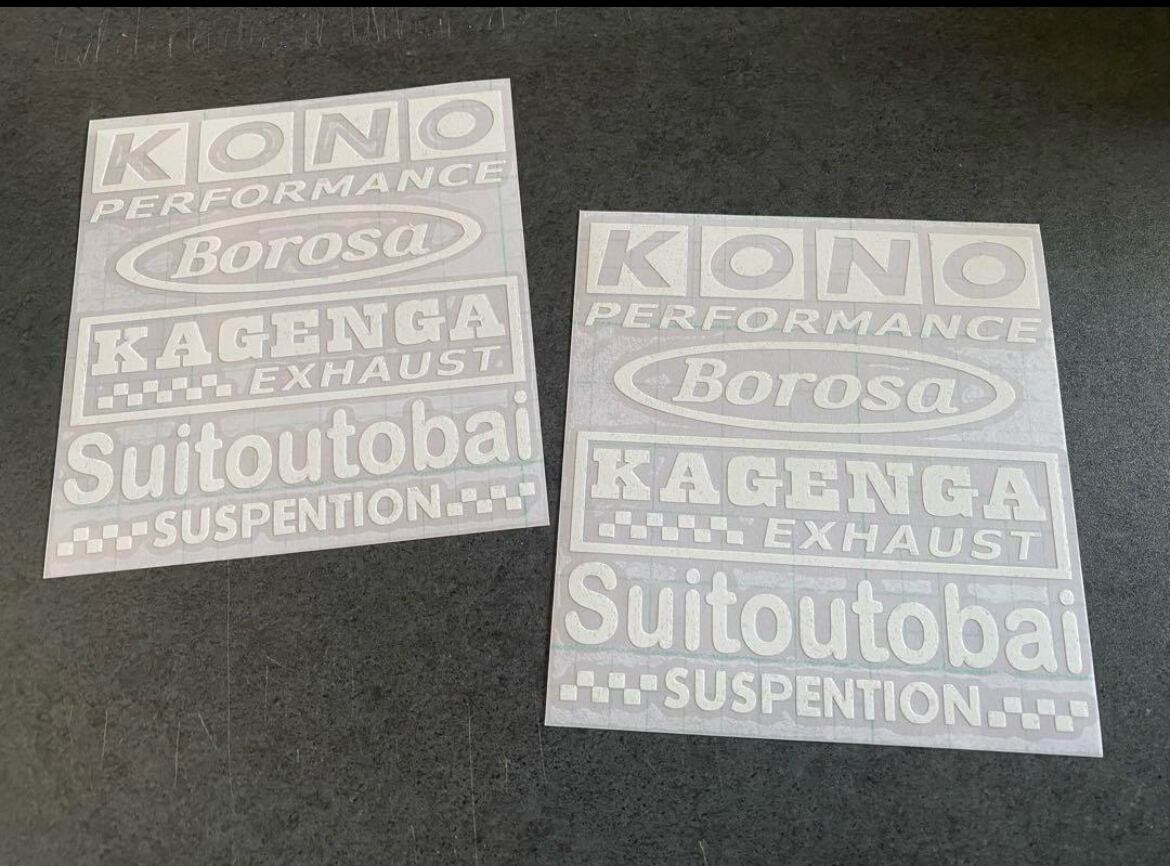 KONO
PERFORMANCE
Borosa
KAGENGA
EXHAUST
Suitoutobai
SUSPENTION
KONO
PERFORMANCE
Borosa
KAGENGA
EXHAUST
Suitoutobai
SUSPENTION